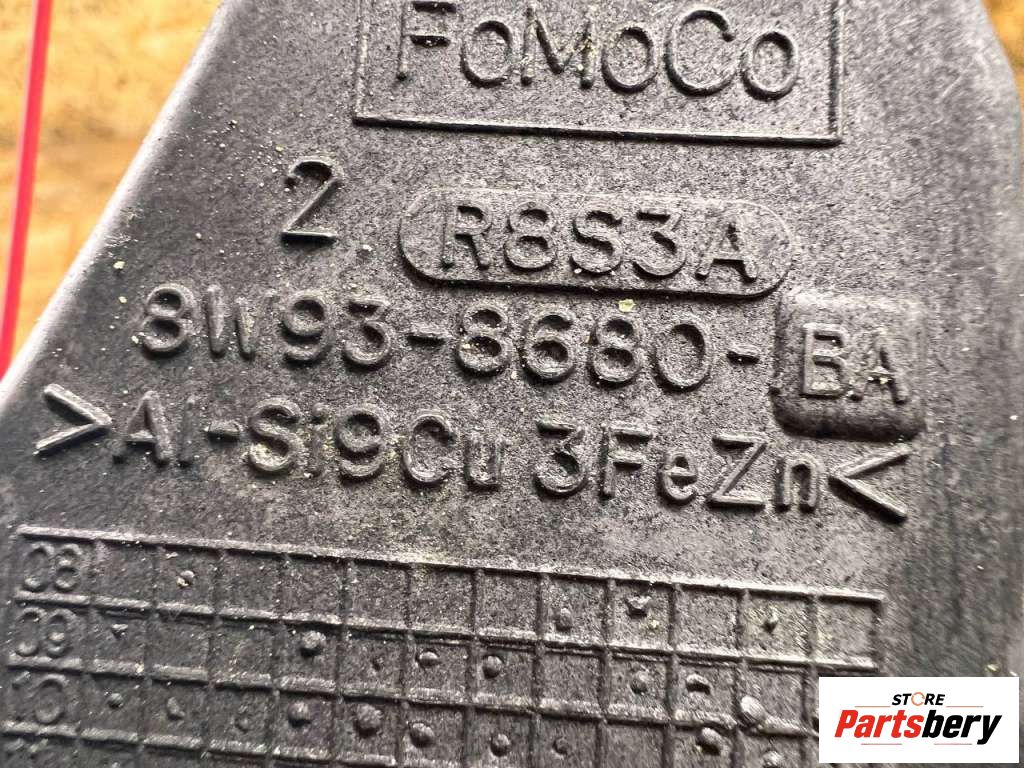 FoMoCo
2 R8S3A
8W93-8680-BA
>Al-Si9Cu3FeZn<
08
09
10
STORE
Partsbery